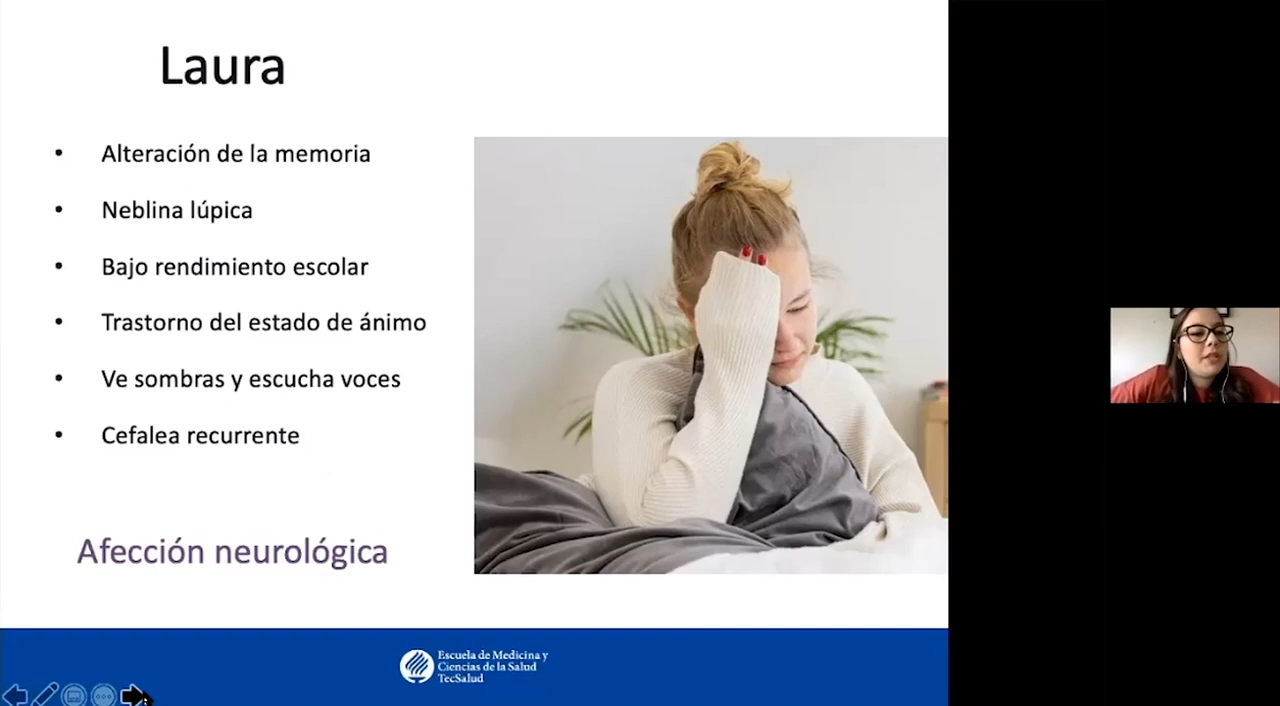 Laura
• Alteración de la memoria
• Neblina lúpica
• Bajo rendimiento escolar
• Trastorno del estado de ánimo
• Ve sombras y escucha voces
• Cefalea recurrente
Afección neurológica
Escuela de Medicina y
Ciencias de la Salud
TecSalud